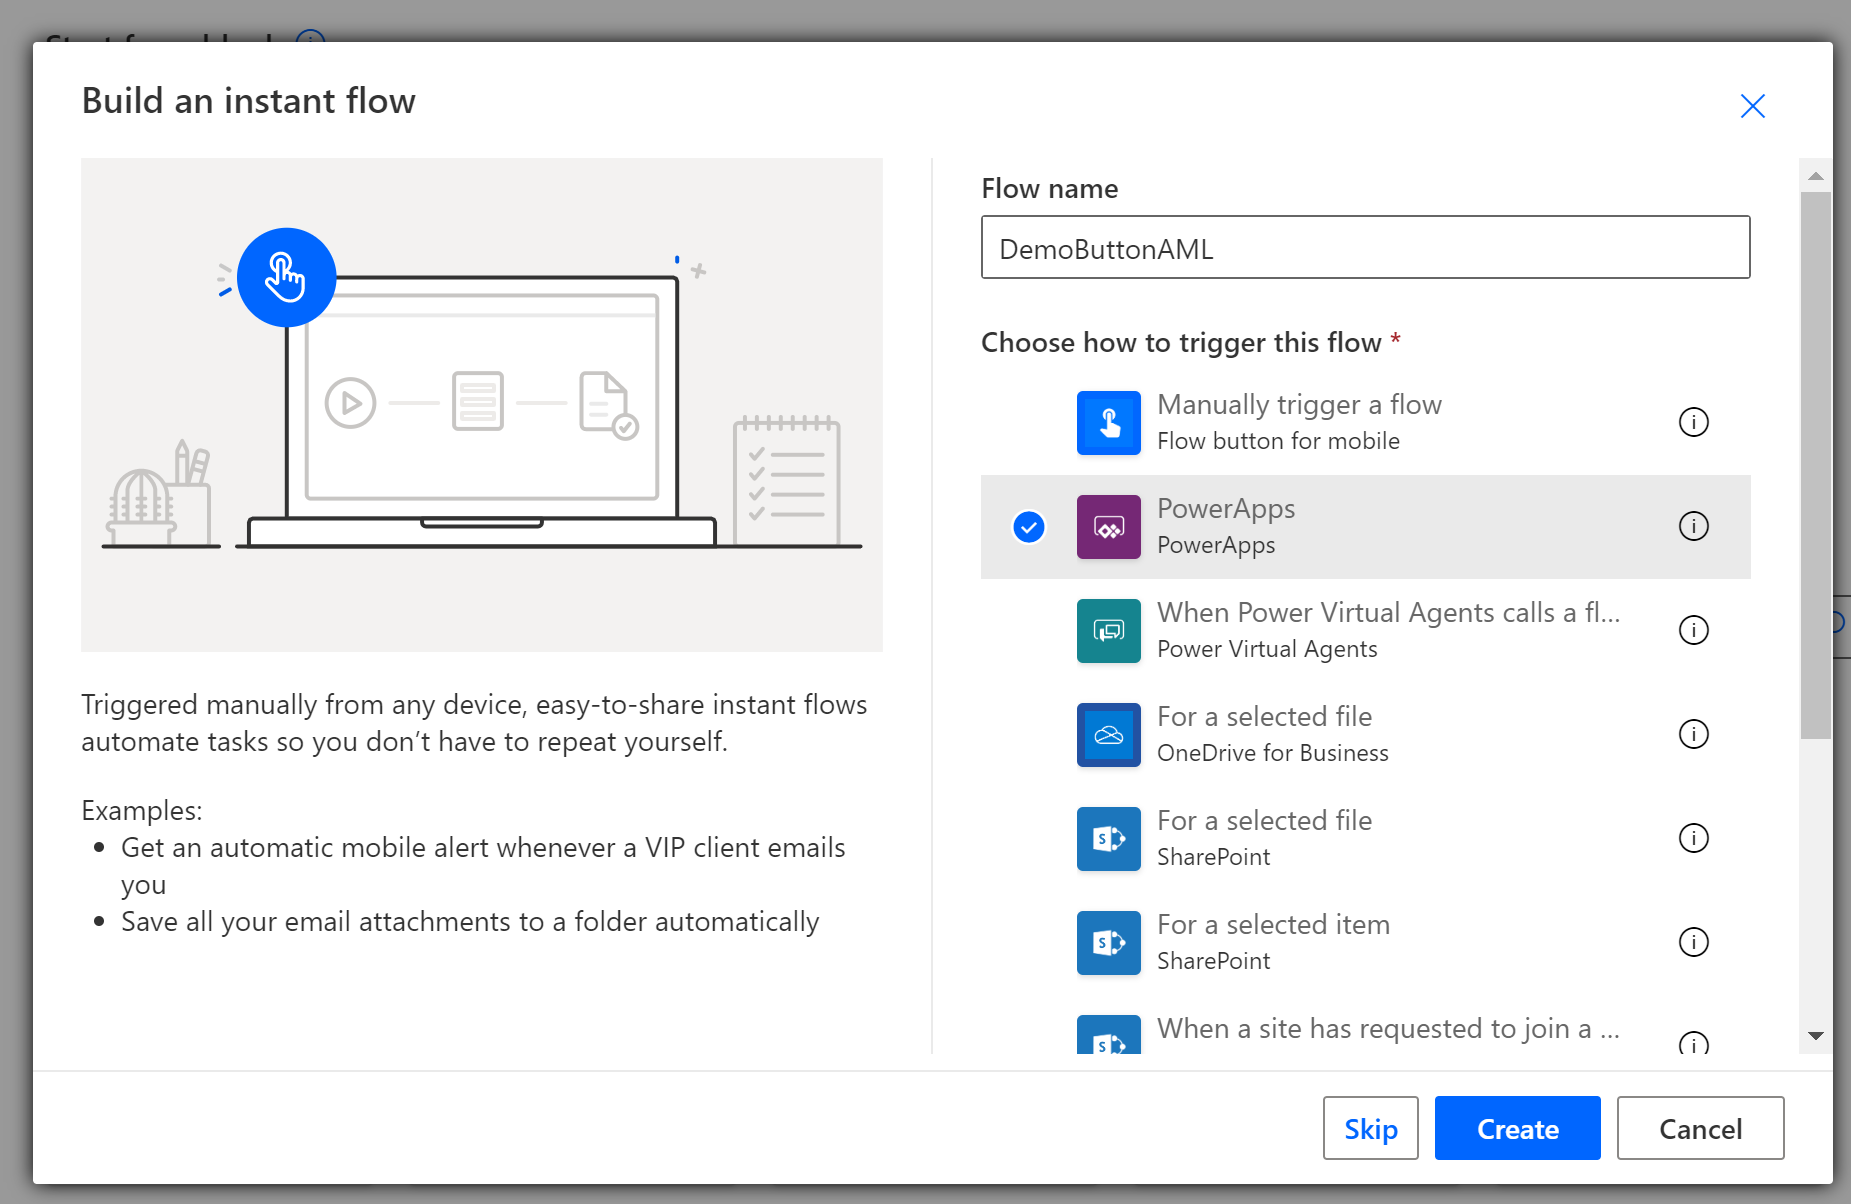 Build an instant flow
Triggered manually from any device, easy-to-share instant flows
automate tasks so you don’t have to repeat yourself.
Examples:
• Get an automatic mobile alert whenever a VIP client emails
you
• Save all your email attachments to a folder automatically
Flow name
DemoButtonAML
Choose how to trigger this flow *
Manually trigger a flow
Flow button for mobile
PowerApps
PowerApps
When Power Virtual Agents calls a fl...
Power Virtual Agents
For a selected file
OneDrive for Business
For a selected file
SharePoint
For a selected item
SharePoint
When a site has requested to join a ...
Skip
Create
Cancel